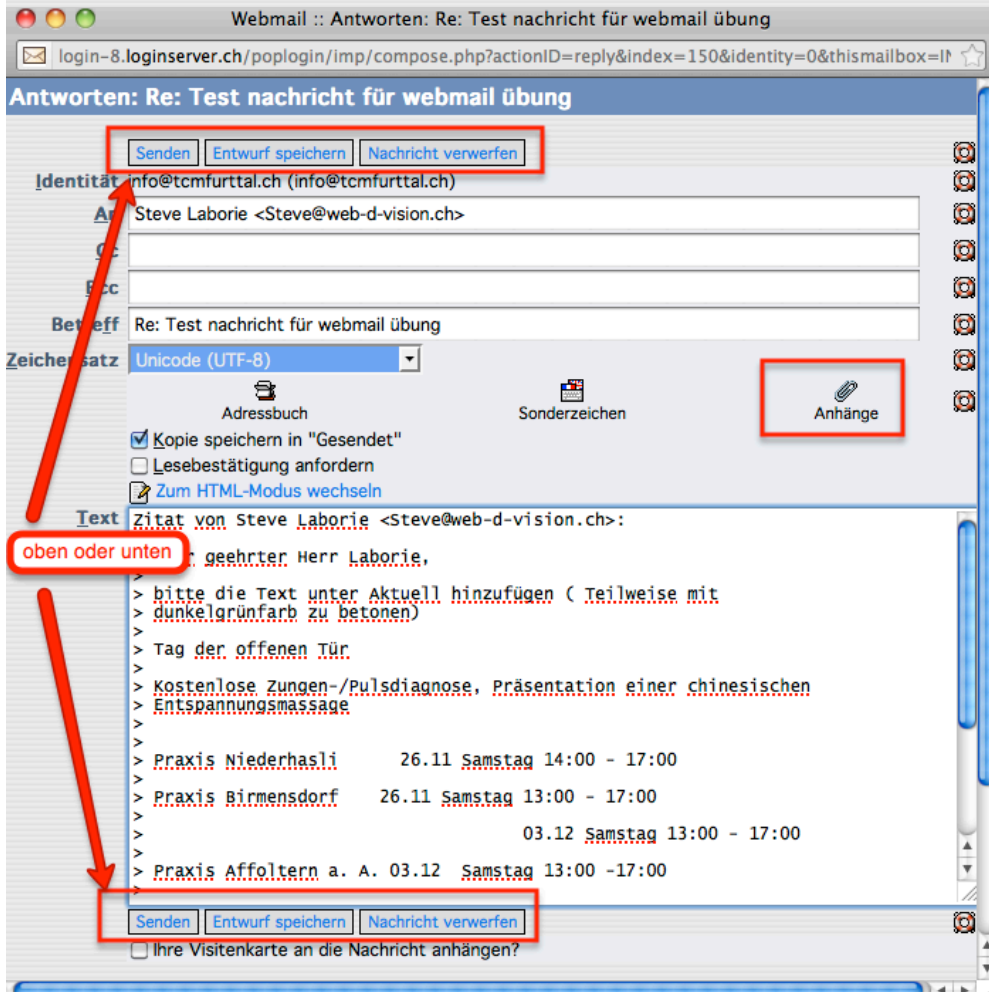 Webmail :: Antworten: Re: Test nachricht für webmail übung
login-8.loginserver.ch/poplogin/imp/compose.php?actionID=reply&index=150&identity=0&thismailbox=IN
Antworten: Re: Test nachricht für webmail übung
Senden Entwurf speichern Nachricht verwerfen
Identität info@tcmfurttal.ch (info@tcmfurttal.ch)
An Steve Laborie <Steve@web-d-vision.ch>
Cc
Bcc
Betreff Re: Test nachricht für webmail übung
Zeichensatz Unicode (UTF-8)
Adressbuch Sonderzeichen Anhänge
Kopie speichern in "Gesendet"
Lesebestätigung anfordern
Zum HTML-Modus wechseln
Text Zitat von Steve Laborie <Steve@web-d-vision.ch>:
oben oder unten
geehrter Herr Laborie,
>
> bitte die Text unter Aktuell hinzufügen ( Teilweise mit
> dunkelgrünfarb zu betonen)
>
> Tag der offenen Tür
>
> Kostenlose Zungen-/Pulsdiagnose, Präsentation einer chinesischen
> Entspannungsmassage
>
>
> Praxis Niederhasli 26.11 Samstag 14:00 - 17:00
>
> Praxis Birmensdorf 26.11 Samstag 13:00 - 17:00
>
> 03.12 Samstag 13:00 - 17:00
>
> Praxis Affoltern a. A. 03.12 Samstag 13:00 -17:00
>
Senden Entwurf speichern Nachricht verwerfen
Ihre Visitenkarte an die Nachricht anhängen?